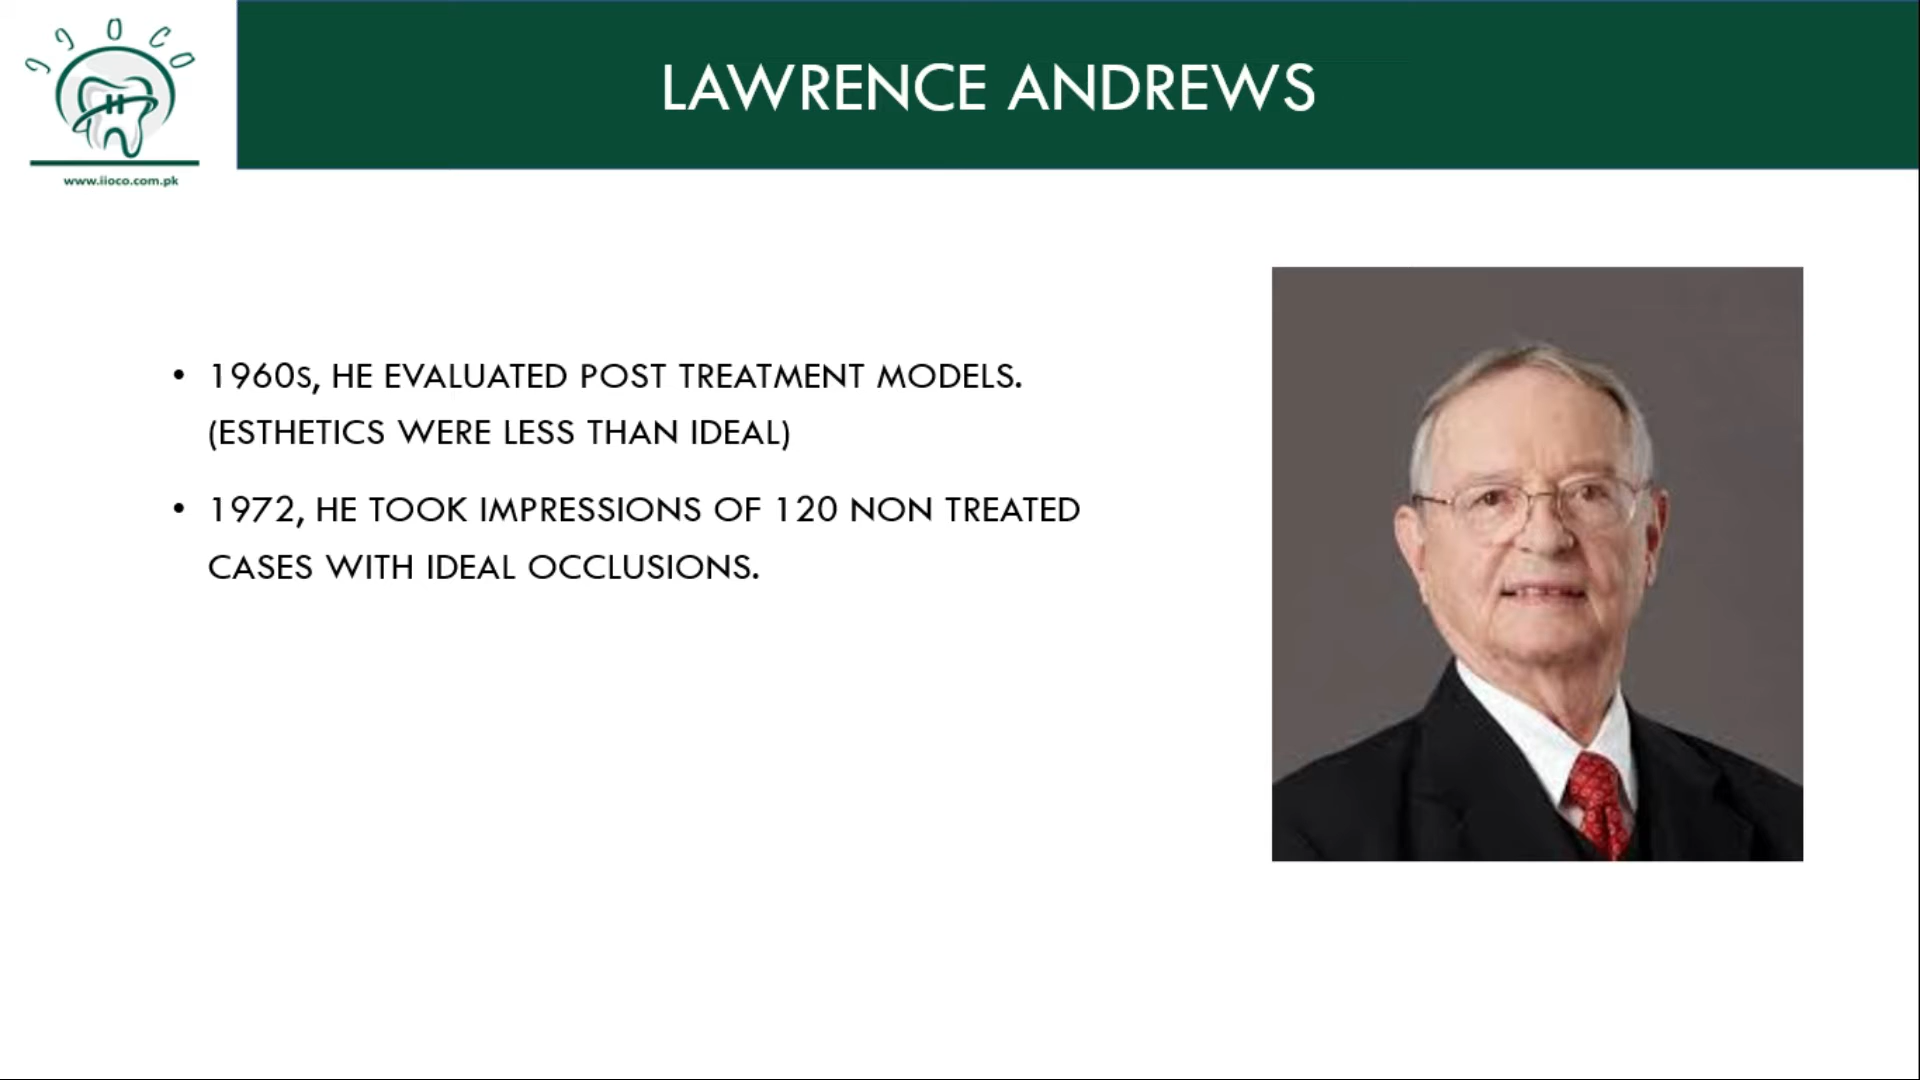 I I O C O
www.iioco.com.pk
LAWRENCE ANDREWS
• 1960s, HE EVALUATED POST TREATMENT MODELS.
(ESTHETICS WERE LESS THAN IDEAL)
• 1972, HE TOOK IMPRESSIONS OF 120 NON TREATED
CASES WITH IDEAL OCCLUSIONS.